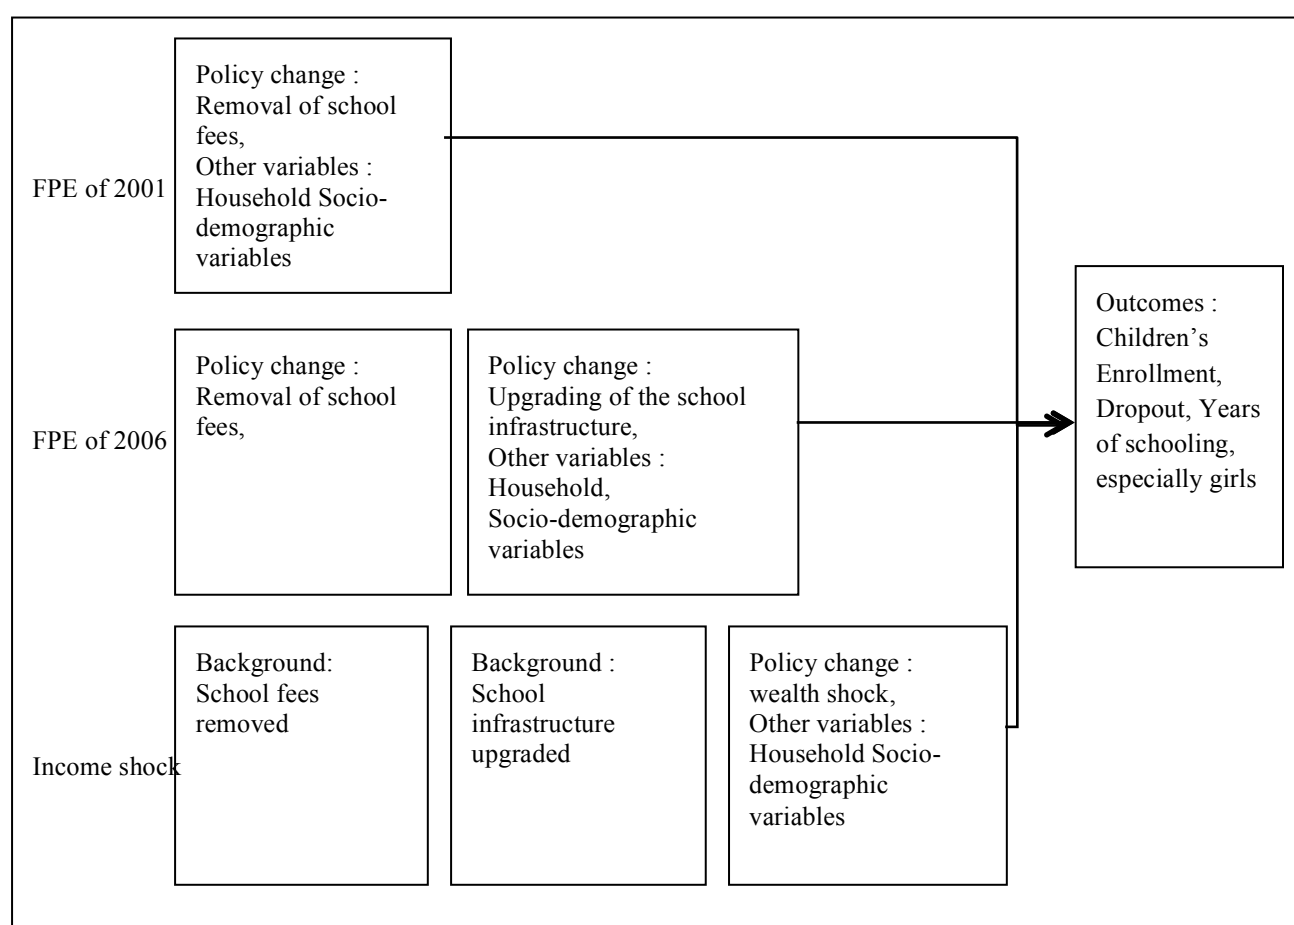 FPE of 2001
Policy change :
Removal of school
fees,
Other variables :
Household Socio-
demographic
variables
FPE of 2006
Policy change :
Removal of school
fees,
Policy change :
Upgrading of the school
infrastructure,
Other variables :
Household,
Socio-demographic
variables
Income shock
Background:
School fees
removed
Background :
School
infrastructure
upgraded
Policy change :
wealth shock,
Other variables :
Household Socio-
demographic
variables
Outcomes :
Children’s
Enrollment,
Dropout, Years
of schooling,
especially girls